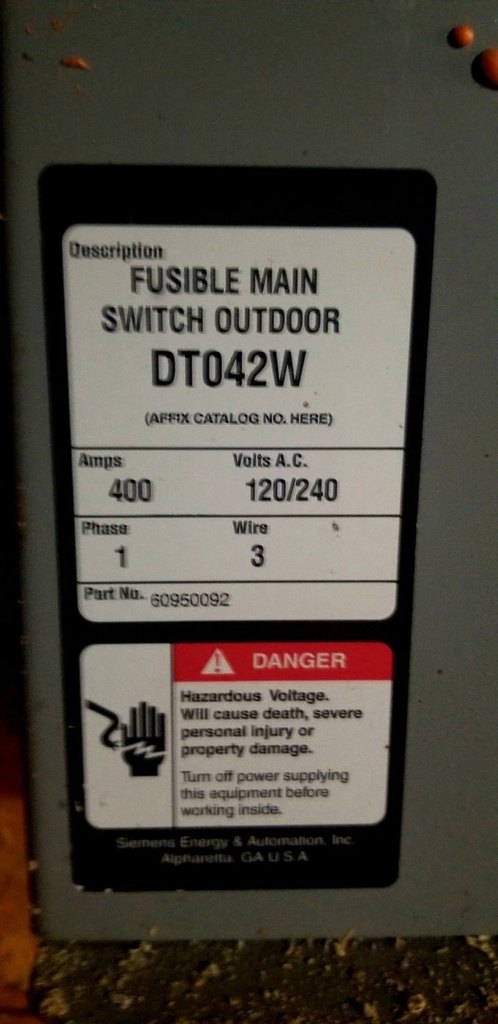 Description
FUSIBLE MAIN
SWITCH OUTDOOR
DT042W
(AFFIX CATALOG NO. HERE)
Amps
Volts A.C.
400
120/240
Phase
Wire
1
3
Part No. 60950092
DANGER
Hazardous Voltage.
Will cause death, severe
personal injury or
property damage.
Turn off power supplying
this equipment before
working inside.
Siemens Energy & Automation, Inc.
Alpharetta, GA U S A